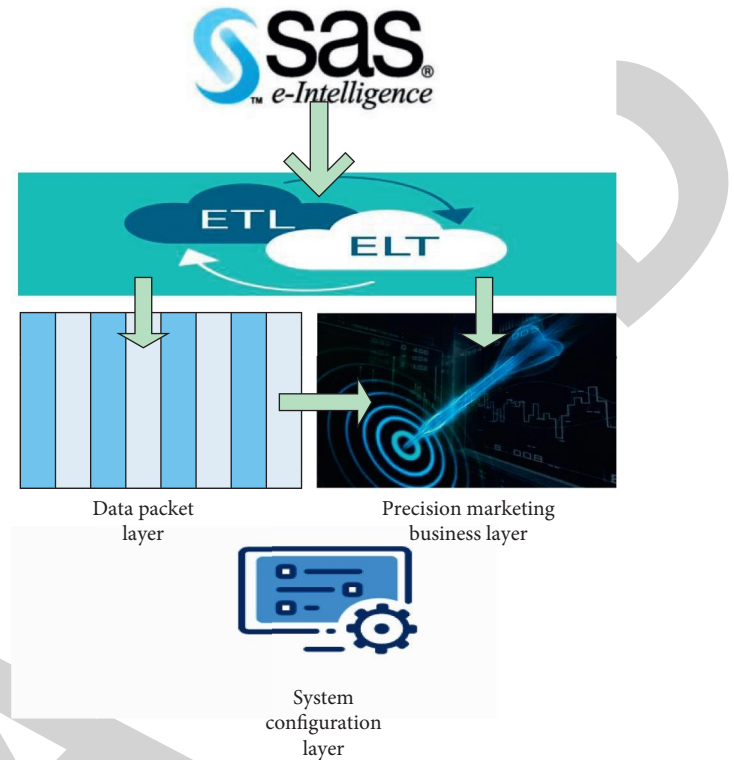 sas®
™ e-Intelligence
ETL
ELT
Data packet
layer
Precision marketing
business layer
System
configuration
layer